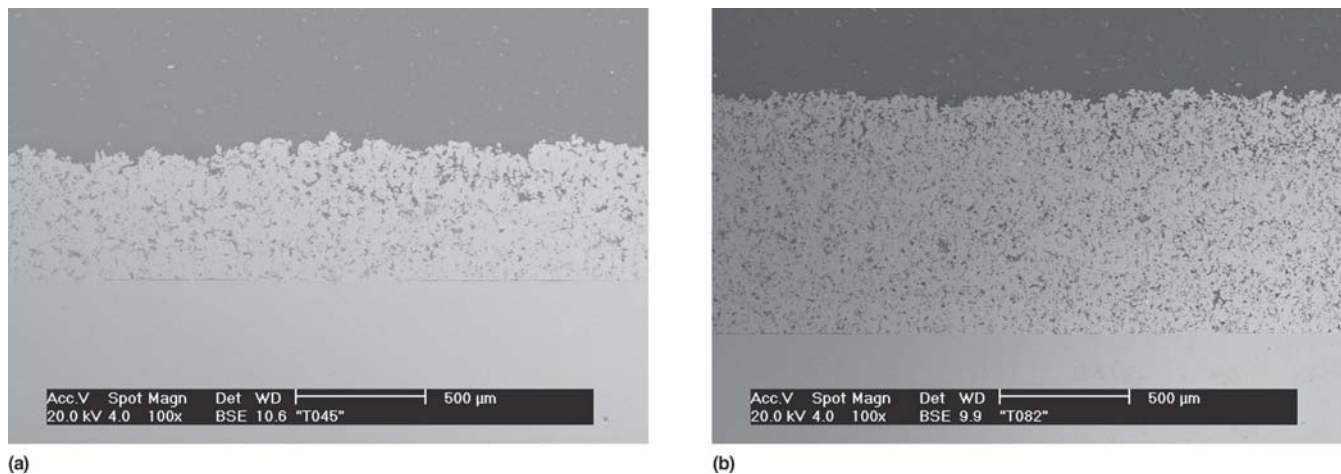 Acc.V Spot Magn Det WD 500 µm
20.0 kV 4.0 100x BSE 10.6 "T045"
(a)
Acc.V Spot Magn Det WD 500 µm
20.0 kV 4.0 100x BSE 9.9 "T082"
(b)